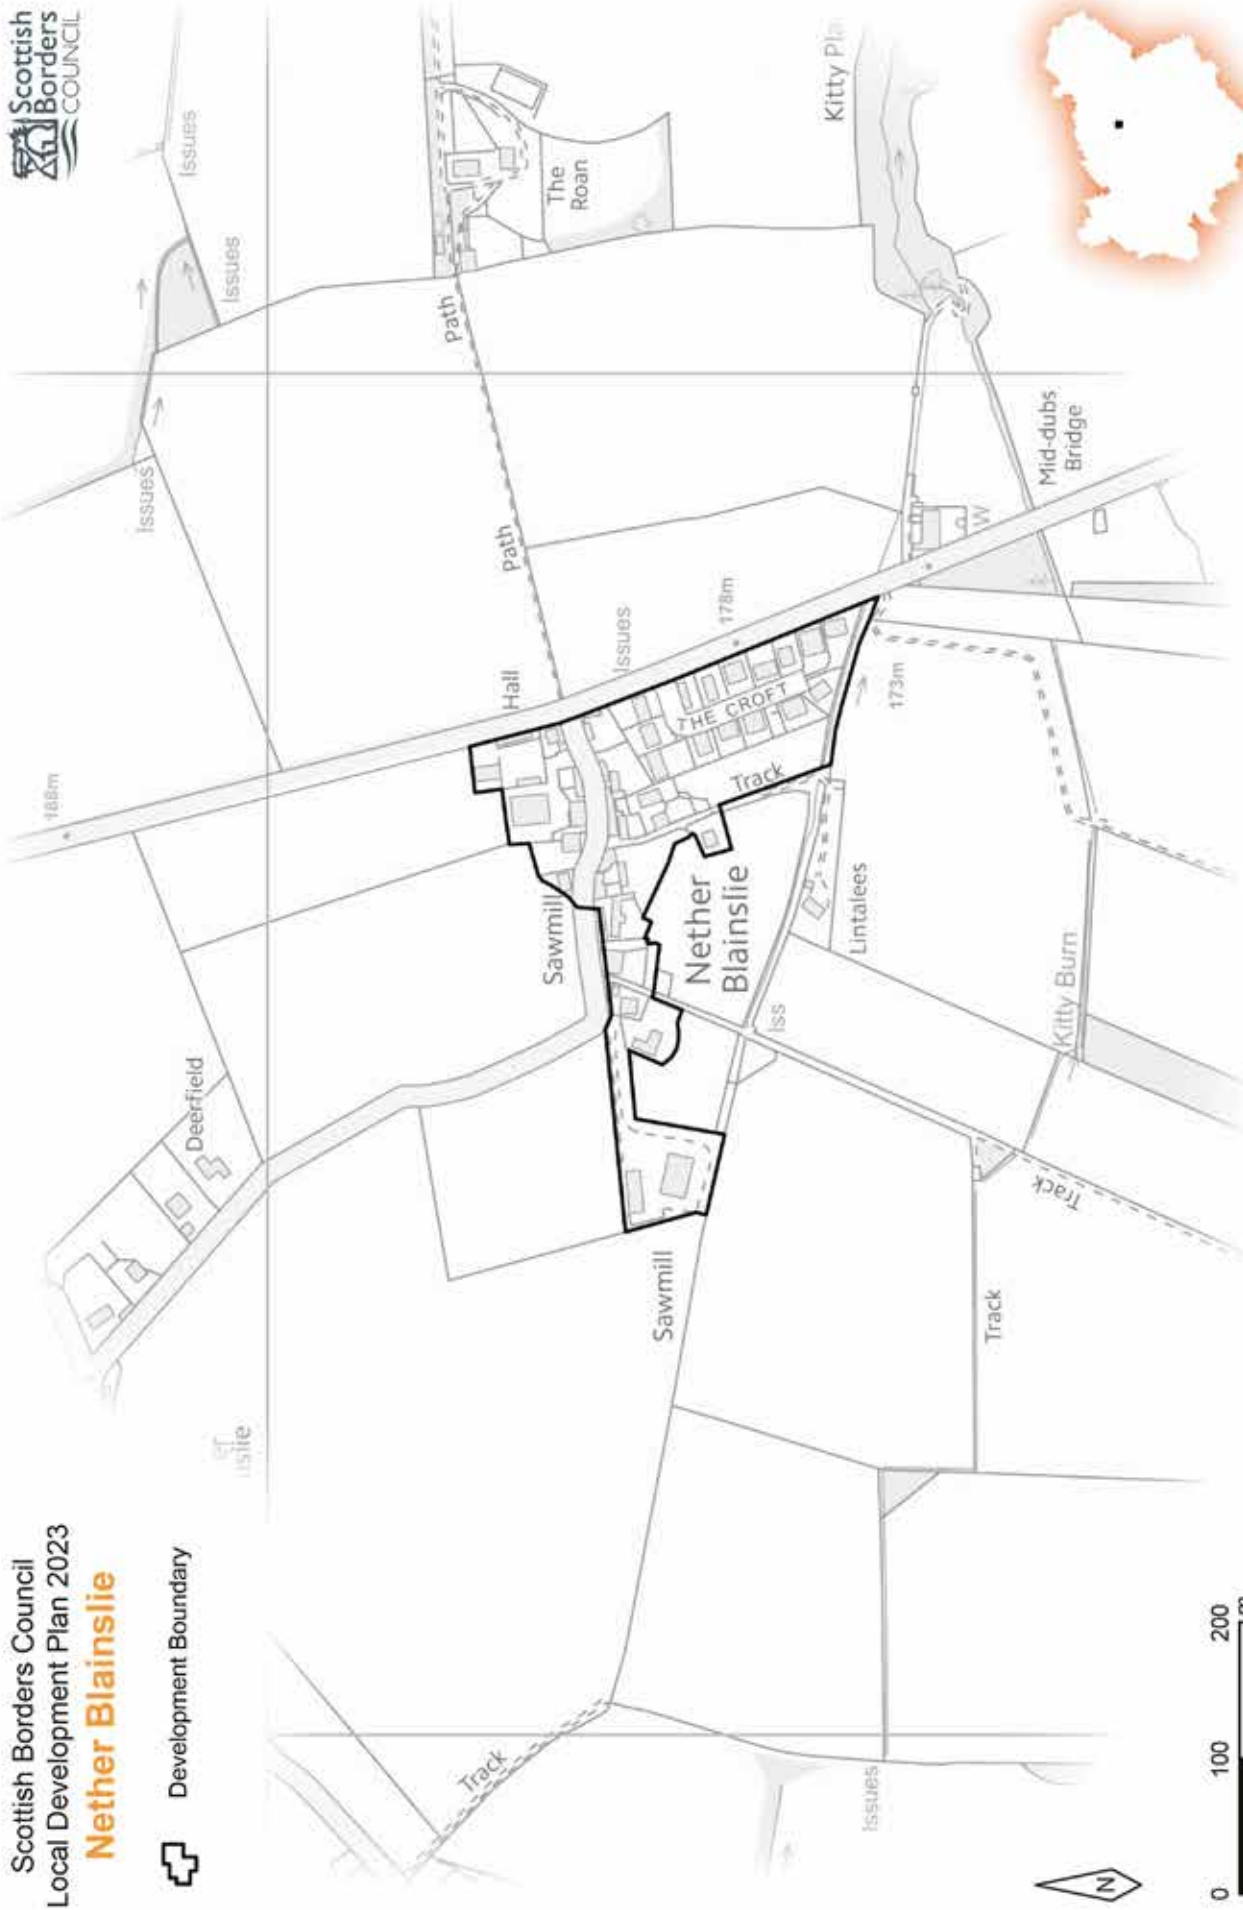 Scottish Borders Council
Local Development Plan 2023
Nether Blainslie
Development Boundary
Scottish
Borders
COUNCIL
188m
Issues
Issues
Issues
Deerfield
Path
Track
Path
Hall
Sawmill
The
Roan
Issues
Sawmill
THE CROFT
178m
Nether
Blainslie
Track
Iss
Kitty Pla
Lintalees
Issues
173m
W
Track
Mid-dubs
Bridge
Track
Kitty Burn
N
0 100 200
m